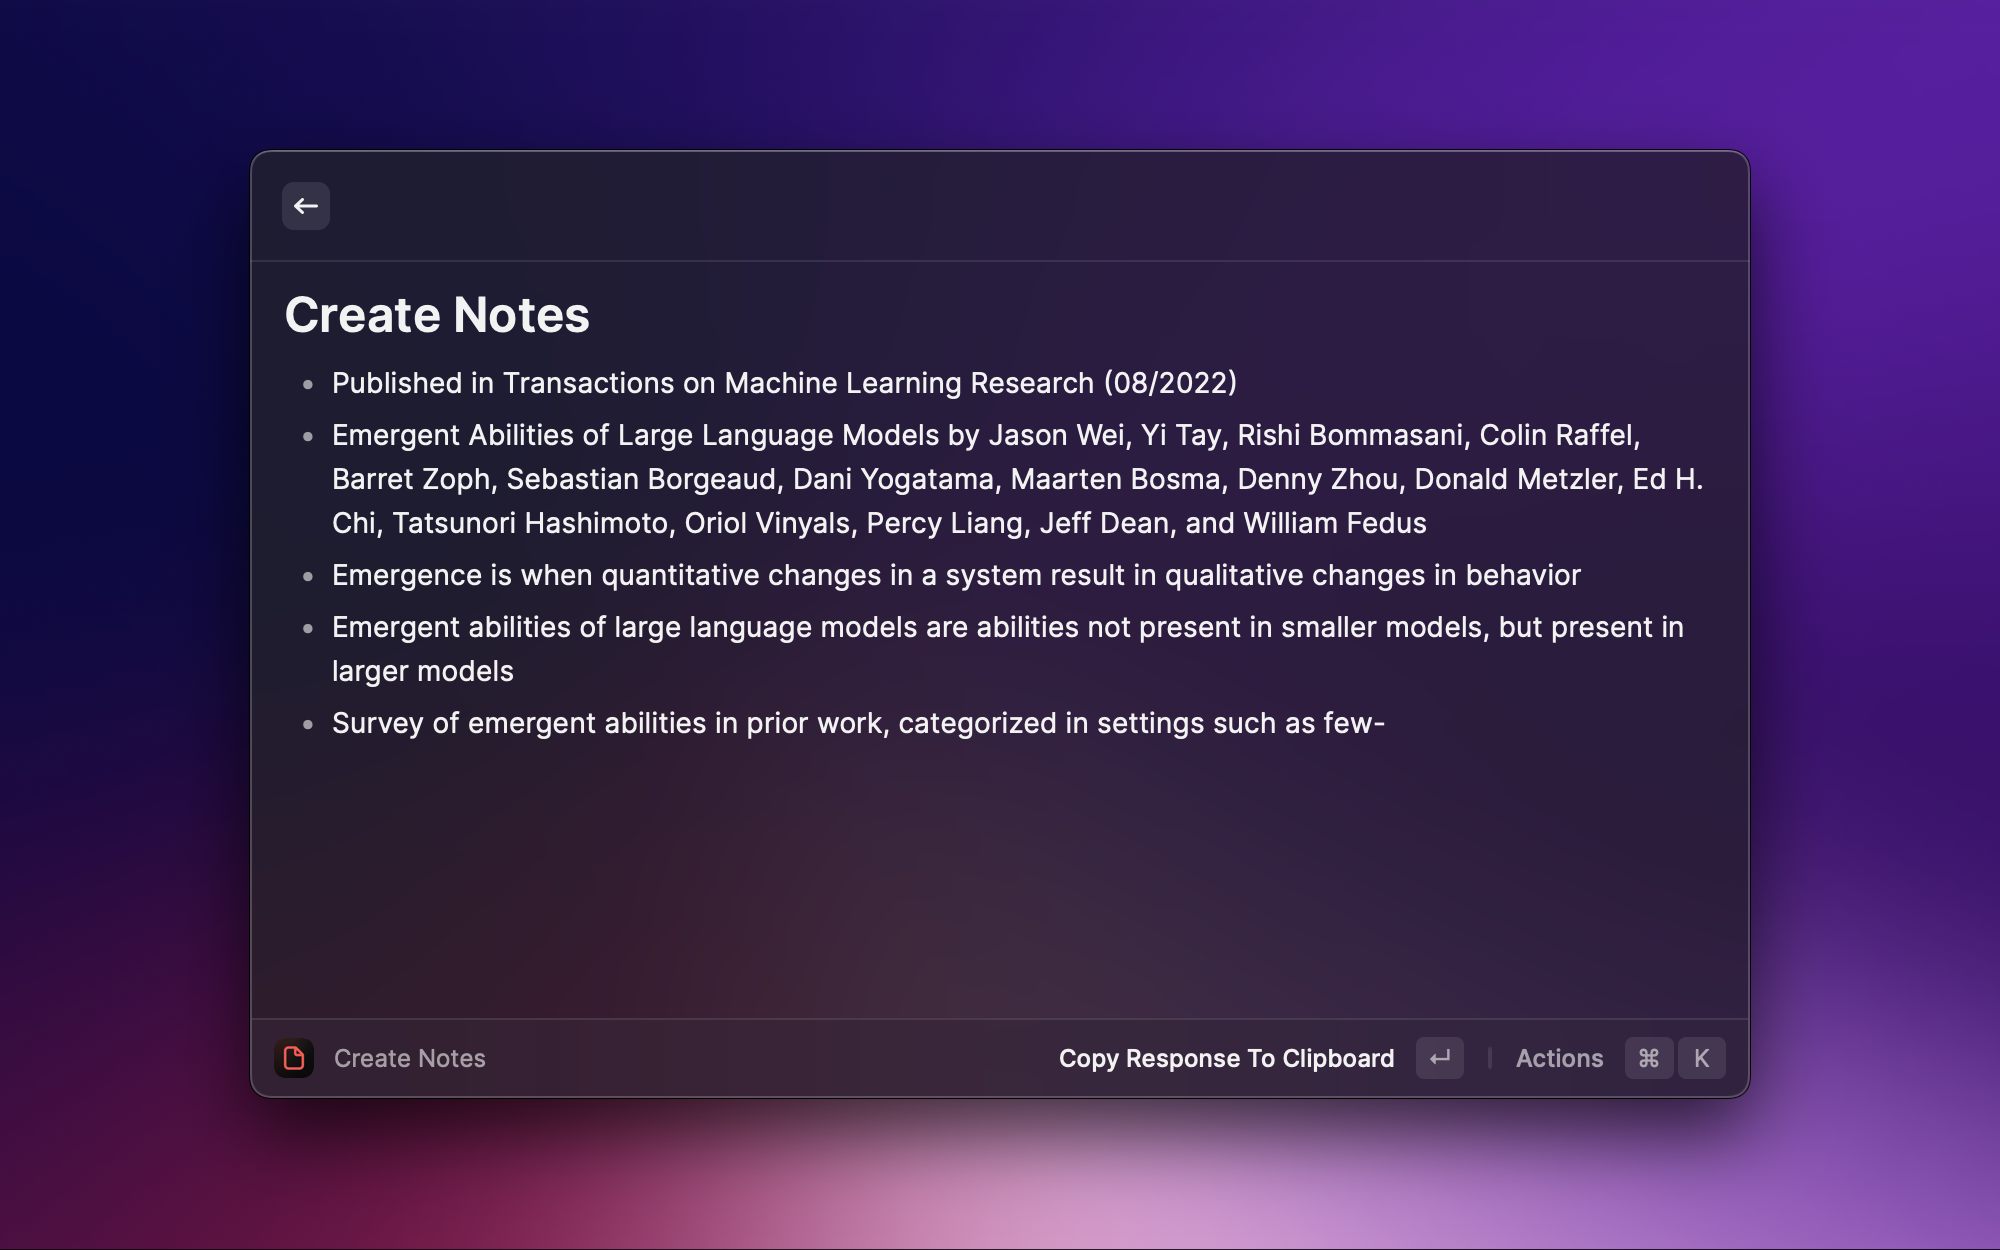 Create Notes
Published in Transactions on Machine Learning Research (08/2022)
Emergent Abilities of Large Language Models by Jason Wei, Yi Tay, Rishi Bommasani, Colin Raffel,
Barret Zoph, Sebastian Borgeaud, Dani Yogatama, Maarten Bosma, Denny Zhou, Donald Metzler, Ed H.
Chi, Tatsunori Hashimoto, Oriol Vinyals, Percy Liang, Jeff Dean, and William Fedus
Emergence is when quantitative changes in a system result in qualitative changes in behavior
Emergent abilities of large language models are abilities not present in smaller models, but present in
larger models
Survey of emergent abilities in prior work, categorized in settings such as few-
Create Notes
Copy Response To Clipboard ↵
Actions ⌘ K